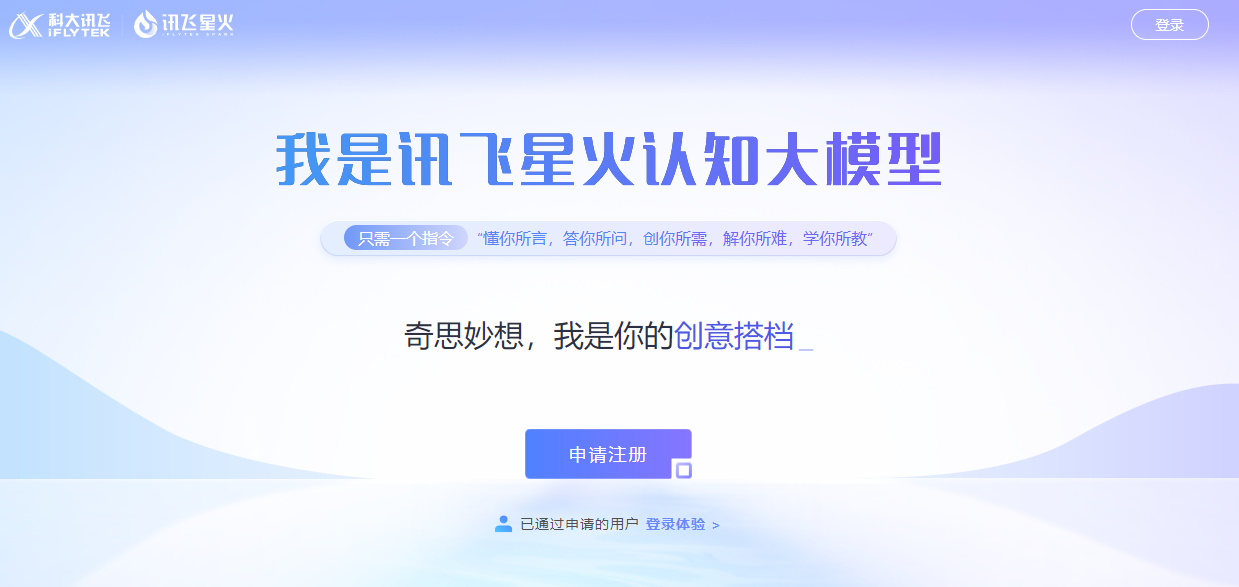 科大讯飞
iFLYTEK
讯飞星火
登录
我是讯飞星火认知大模型
只需一个指令 “懂你所言，答你所问，创你所需，解你所难，学你所教”
奇思妙想，我是你的创意搭档_
申请注册
已通过申请的用户 登录体验 >